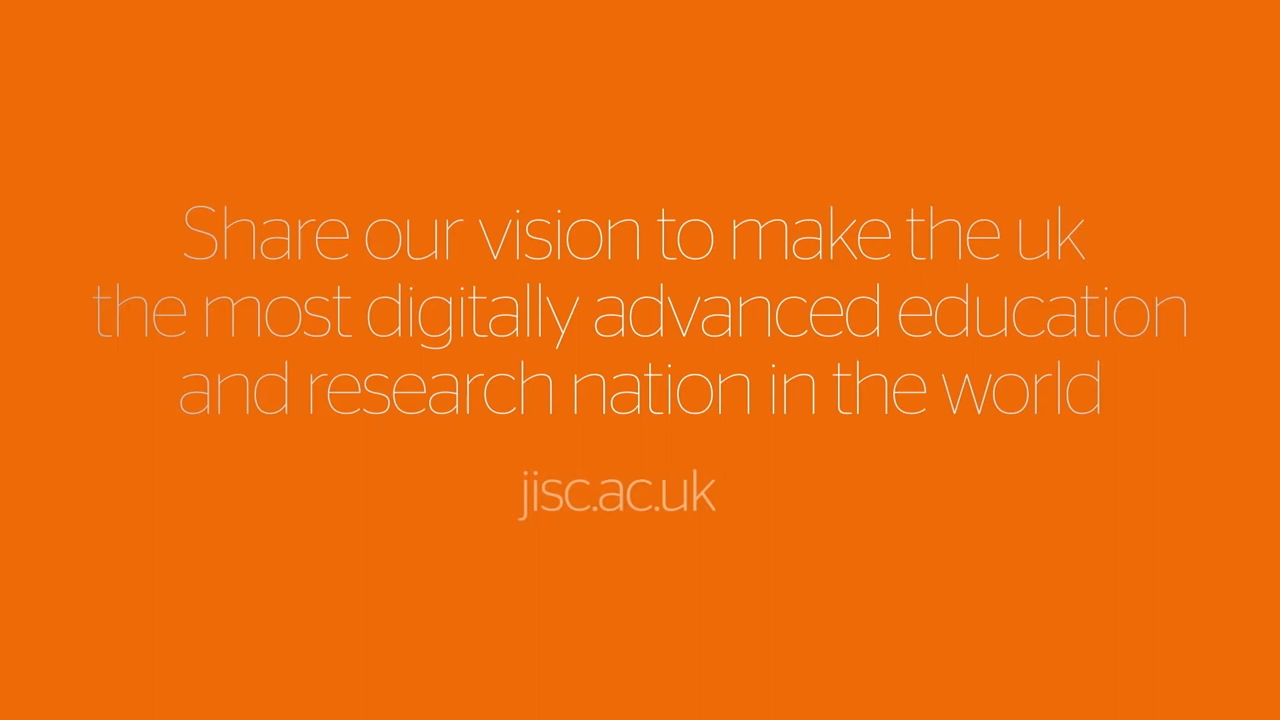 Share our vision to make the uk
the most digitally advanced education
and research nation in the world
jisc.ac.uk